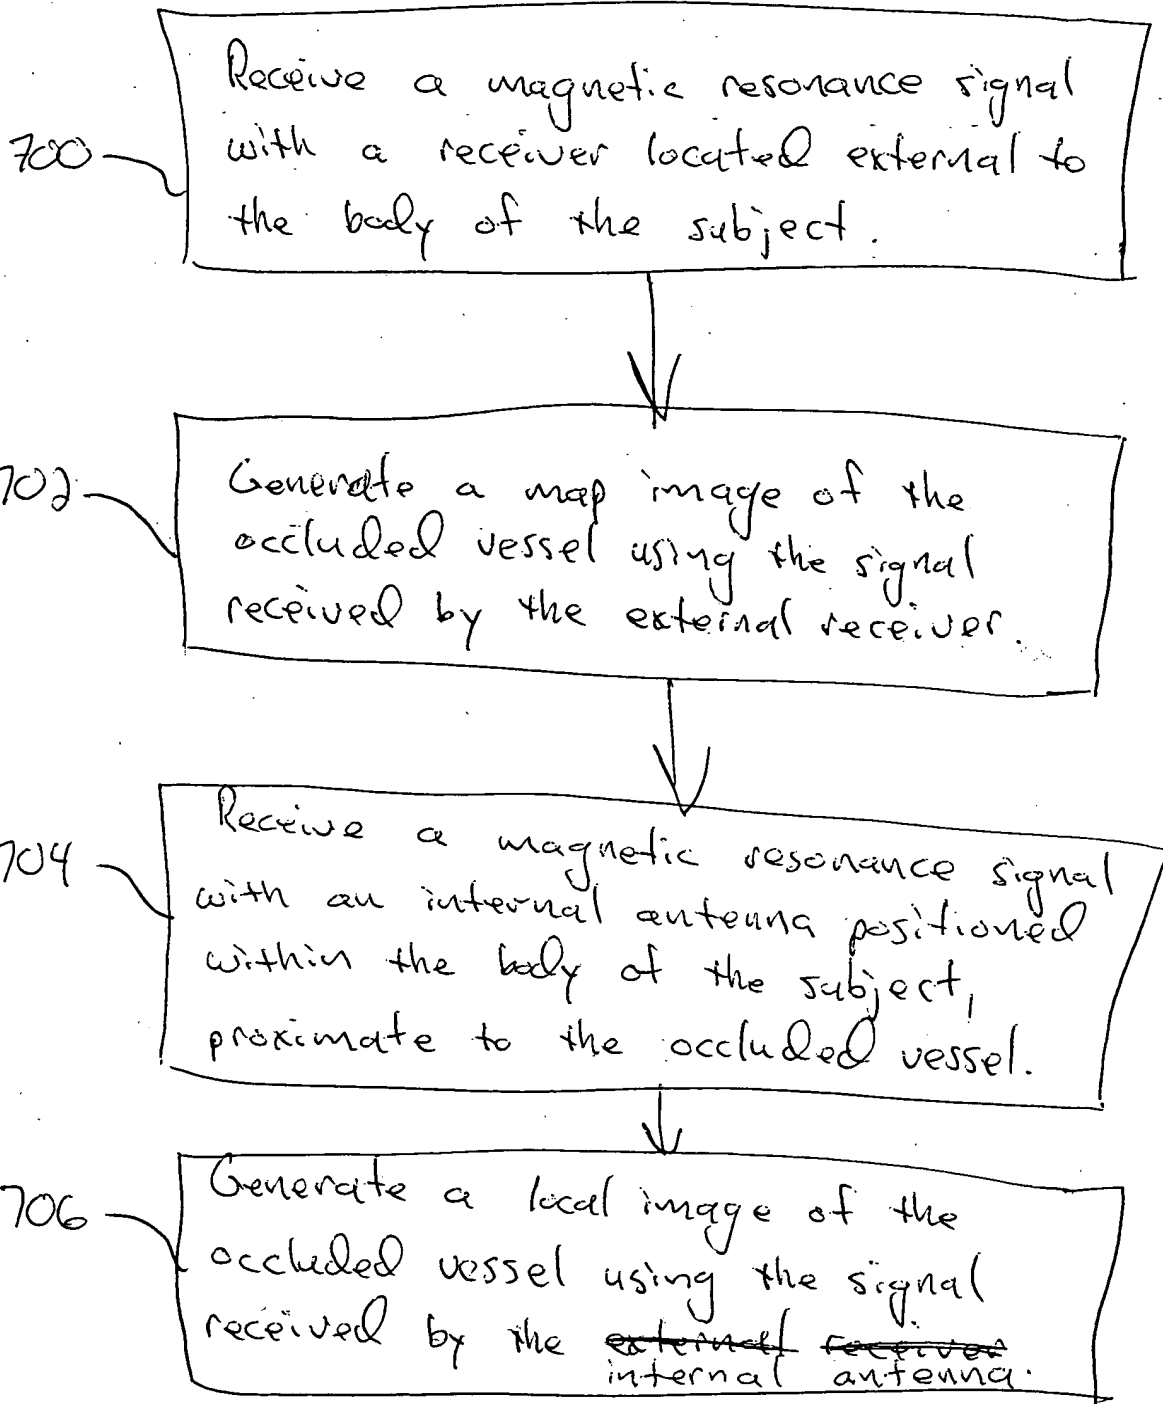 700
Receive a magnetic resonance signal
with a receiver located external to
the body of the subject.
702
Generate a map image of the
occluded vessel using the signal
received by the external receiver.
704
Receive a magnetic resonance signal
with an internal antenna positioned
within the body of the subject,
proximate to the occluded vessel.
706
Generate a local image of the
occluded vessel using the signal
received by the external receiver
internal antenna.